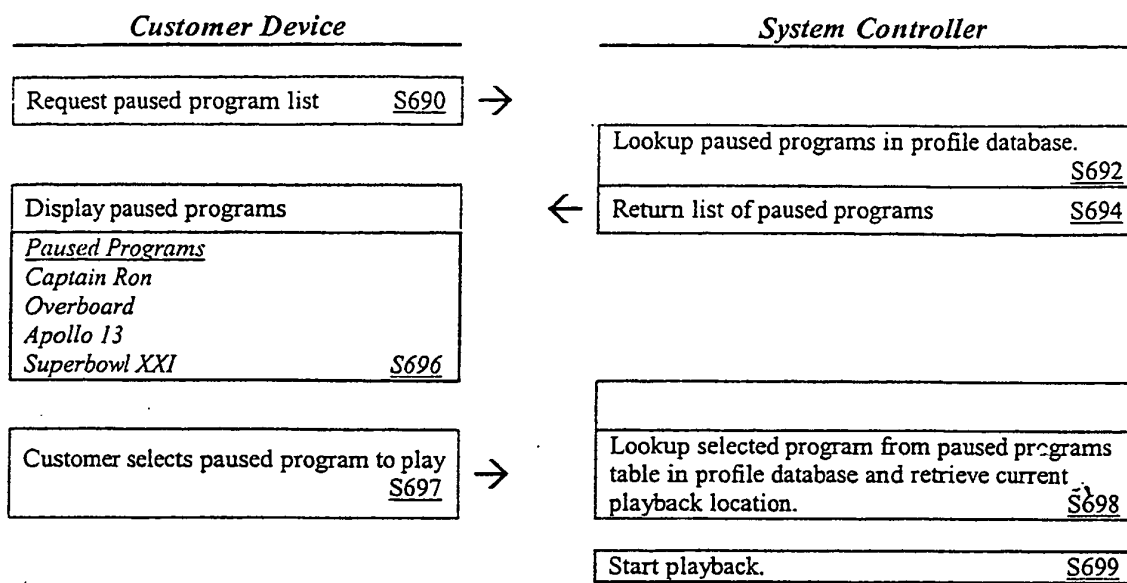 Customer Device
System Controller
Request paused program list S690 →
Lookup paused programs in profile database.
S692
Display paused programs
← Return list of paused programs S694
Paused Programs
Captain Ron
Overboard
Apollo 13
Superbowl XXI S696
Customer selects paused program to play →
S697
Lookup selected program from paused programs
table in profile database and retrieve current
playback location. S698
Start playback. S699